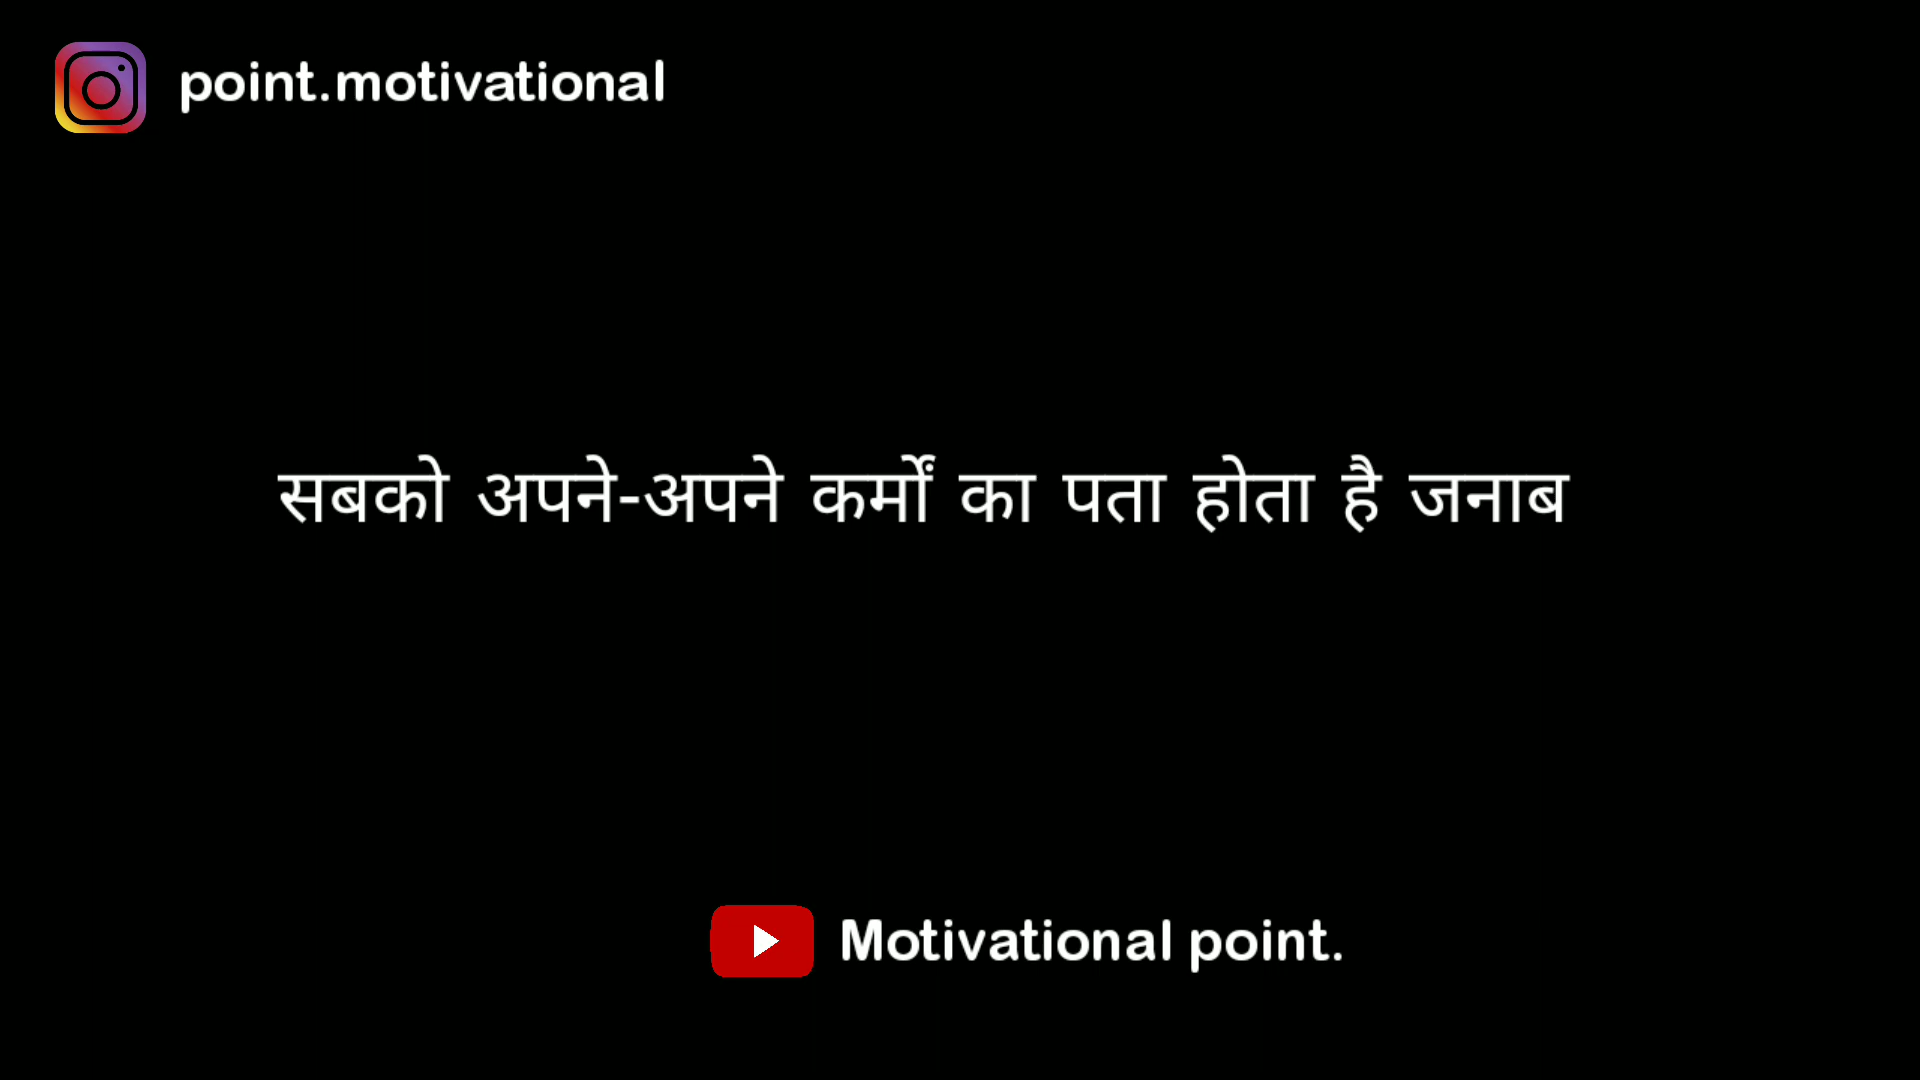 point.motivational
सबको अपने-अपने कर्मों का पता होता है जनाब
Motivational point.